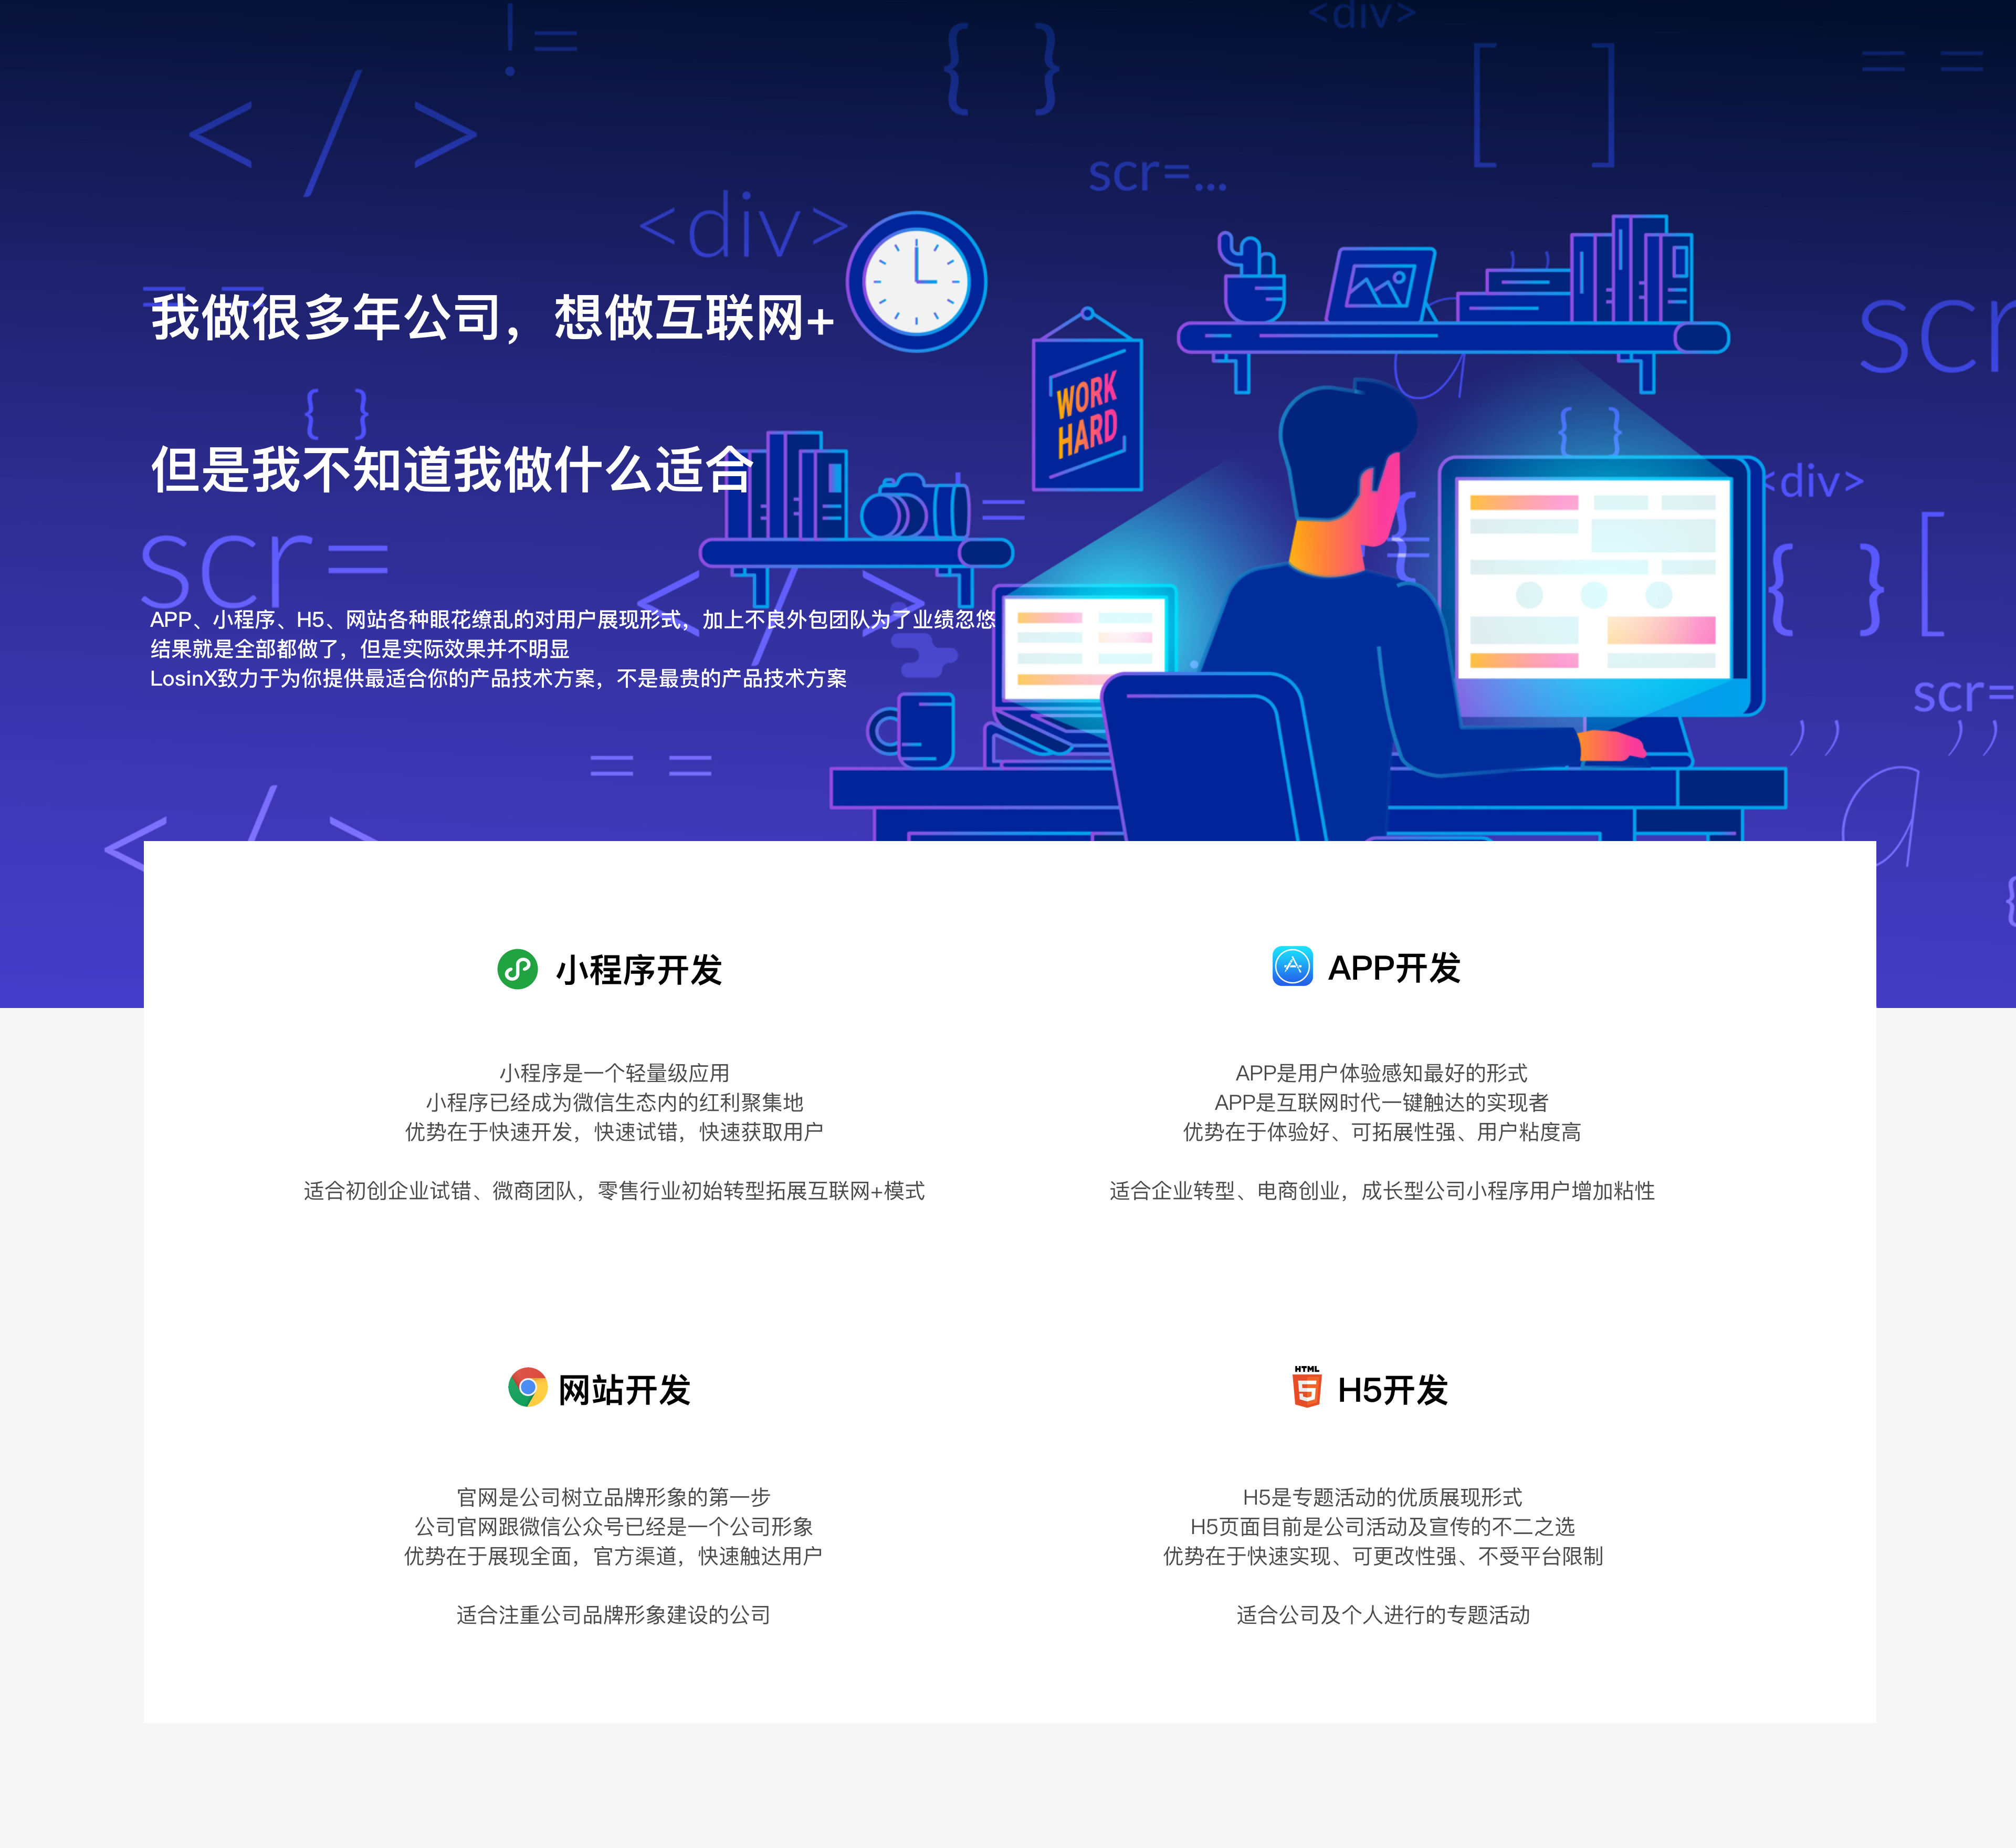 !=
{ }
<div>
[ ]
= =
</>
scr=...
<div>
我做很多年公司，想做互联网+
scr
{ }
WORK
HARD
{ }
但是我不知道我做什么适合
<div>
scr=
{ }
[
</>
APP、小程序、H5、网站各种眼花缭乱的对用户展现形式，加上不良外包团队为了业绩忽悠
结果就是全部都做了，但是实际效果并不明显
LosinX致力于为你提供最适合你的产品技术方案，不是最贵的产品技术方案
scr=
= =
小程序开发
小程序是一个轻量级应用
小程序已经成为微信生态内的红利聚集地
优势在于快速开发，快速试错，快速获取用户
适合初创企业试错、微商团队，零售行业初始转型拓展互联网+模式
APP开发
APP是用户体验感知最好的形式
APP是互联网时代一键触达的实现者
优势在于体验好、可拓展性强、用户粘度高
适合企业转型、电商创业，成长型公司小程序用户增加粘性
网站开发
官网是公司树立品牌形象的第一步
公司官网跟微信公众号已经是一个公司形象
优势在于展现全面，官方渠道，快速触达用户
适合注重公司品牌形象建设的公司
HTML
5
H5开发
H5是专题活动的优质展现形式
H5页面目前是公司活动及宣传的不二之选
优势在于快速实现、可更改性强、不受平台限制
适合公司及个人进行的专题活动